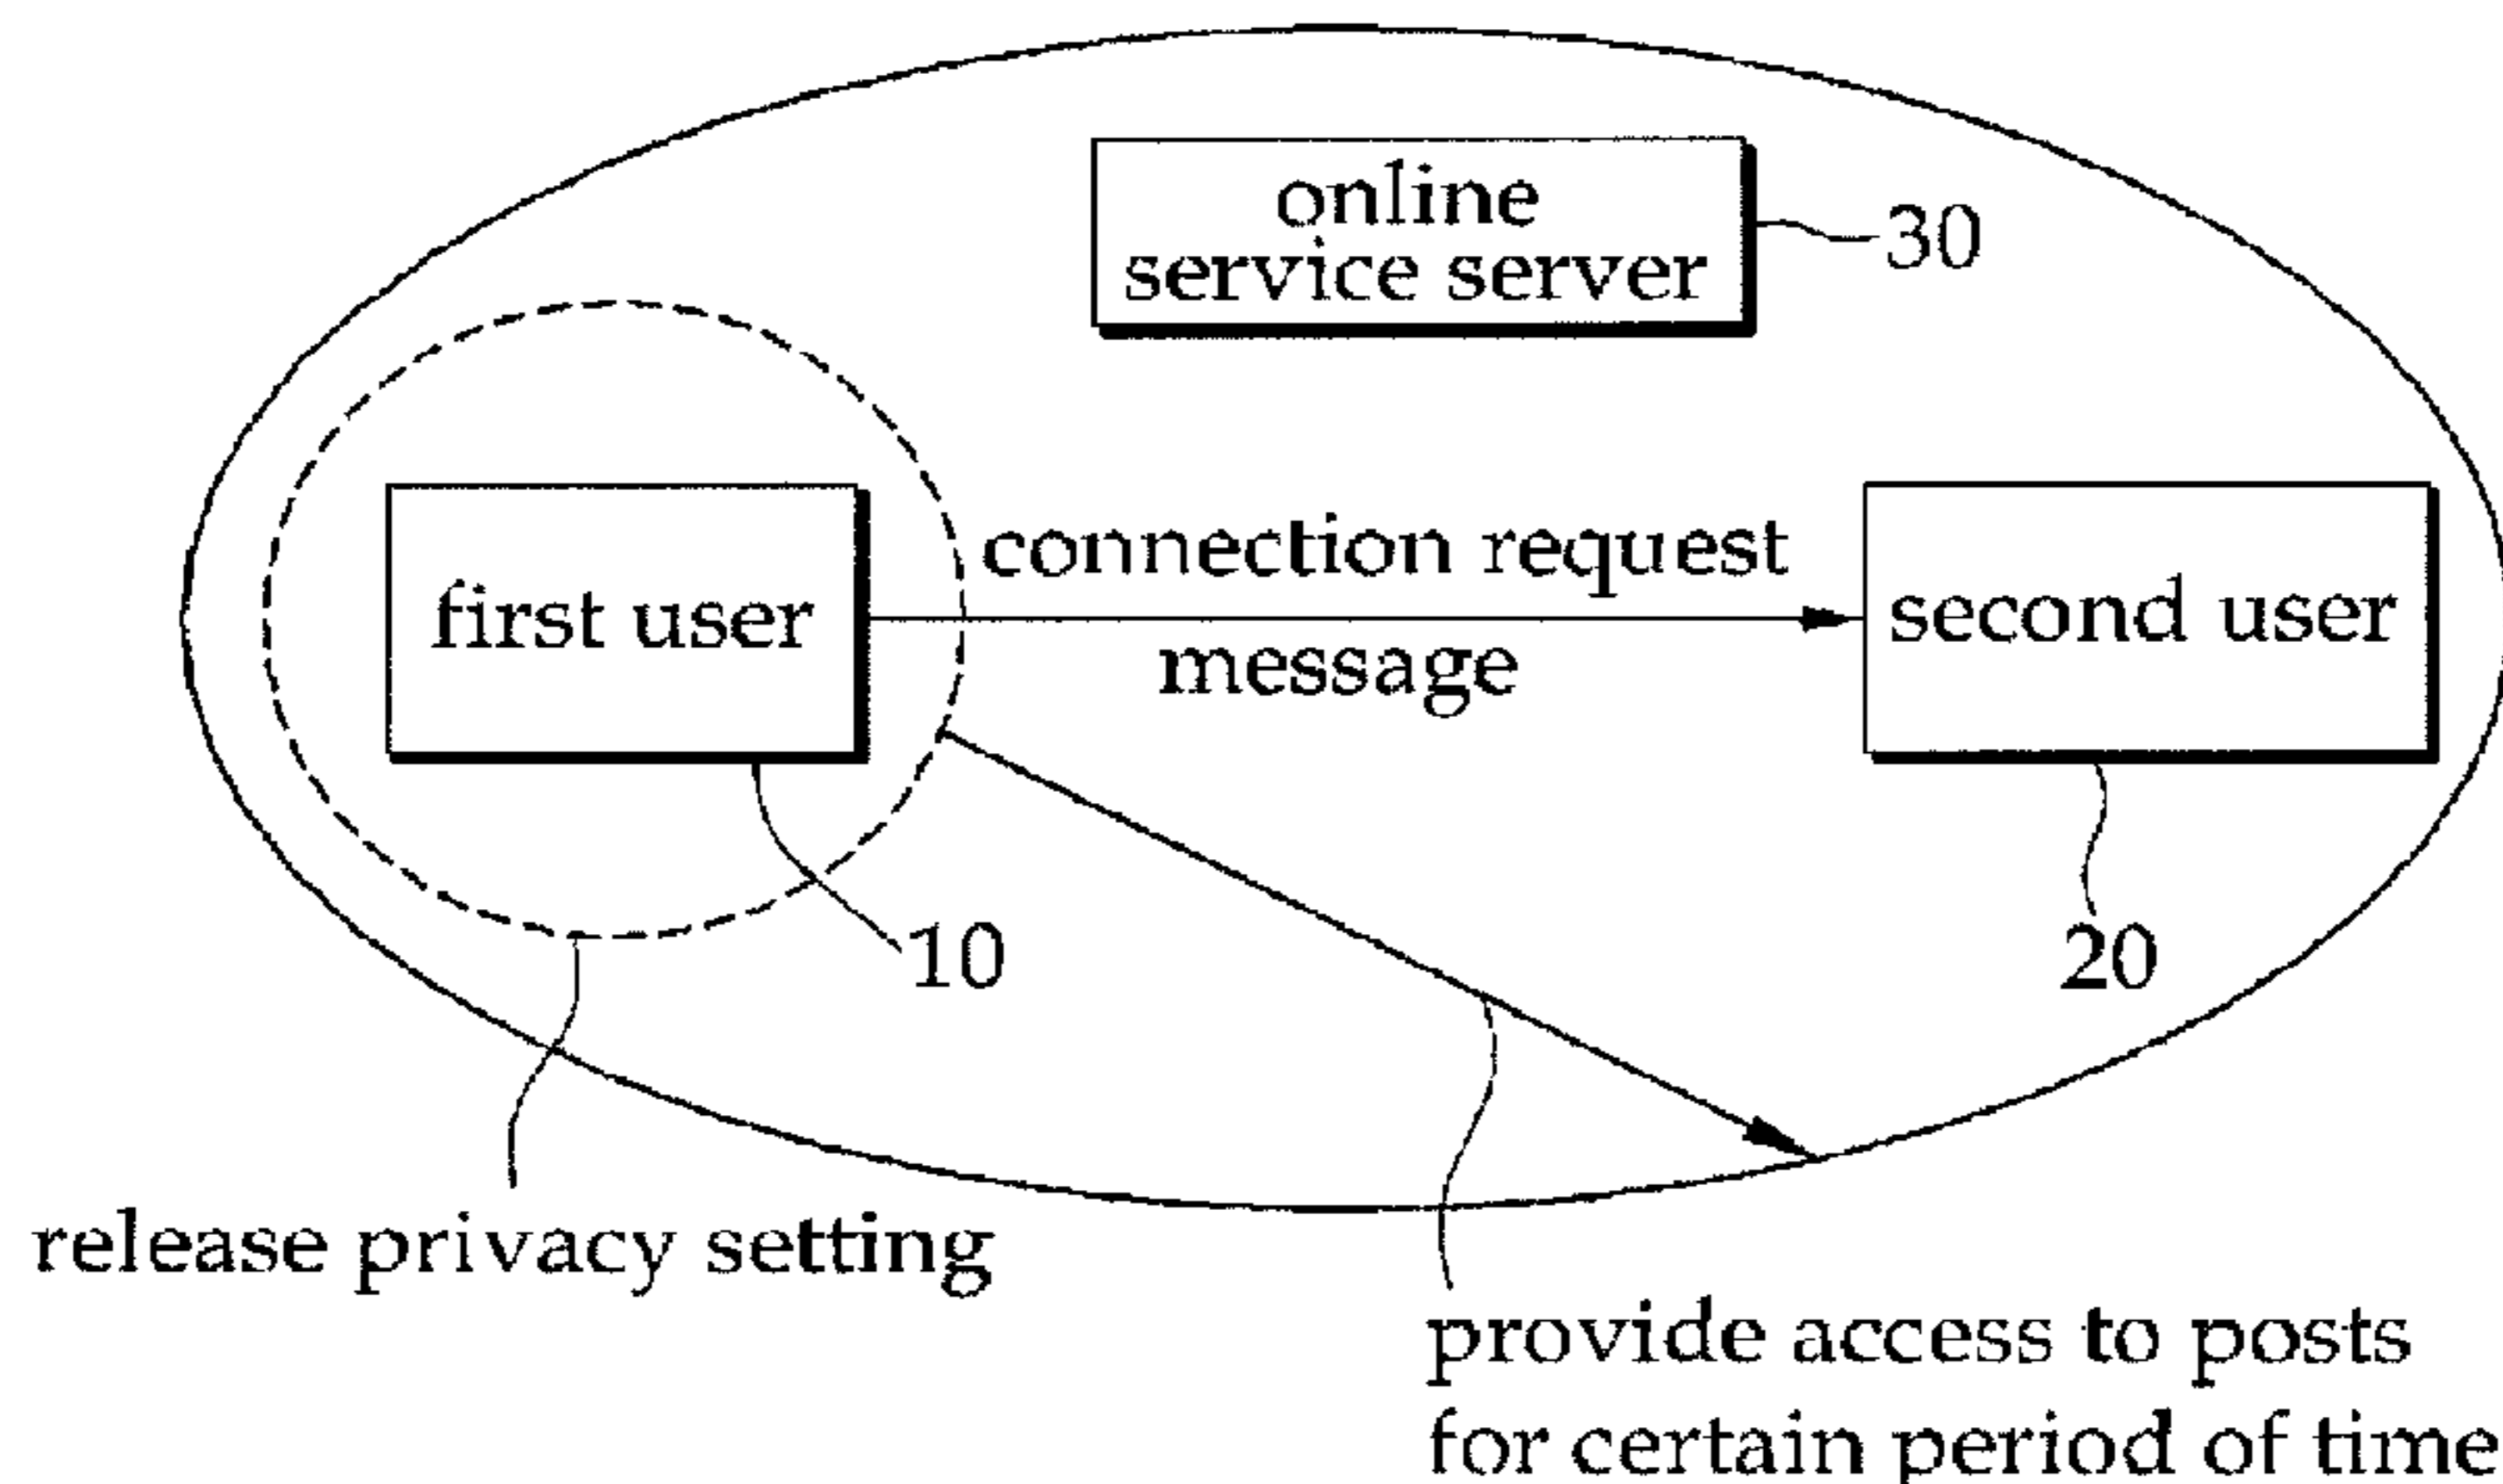 online
service server
30
first user
connection request
message
second user
10
20
release privacy setting
provide access to posts
for certain period of time